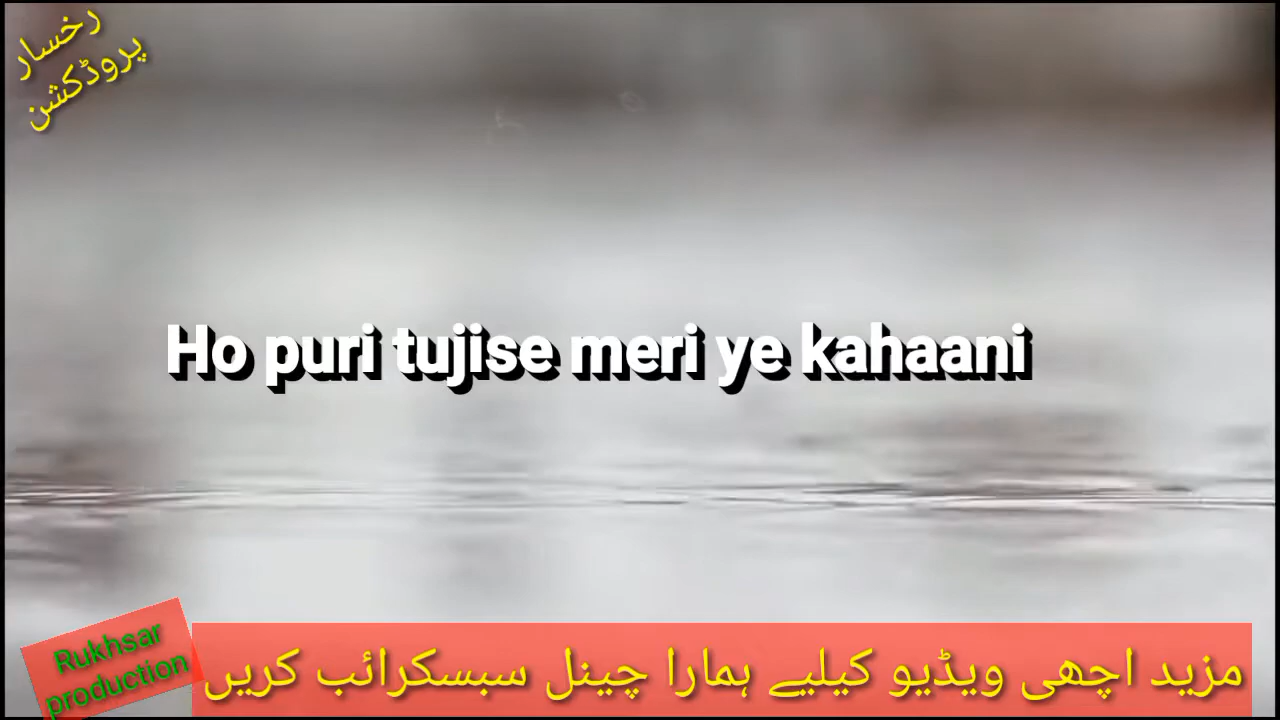 رخسار
پروڈکشن
Ho puri tujise meri ye kahaani
Rukhsar
production
مزید اچھی ویڈیو کیلیے ہمارا چینل سبسکرائب کریں